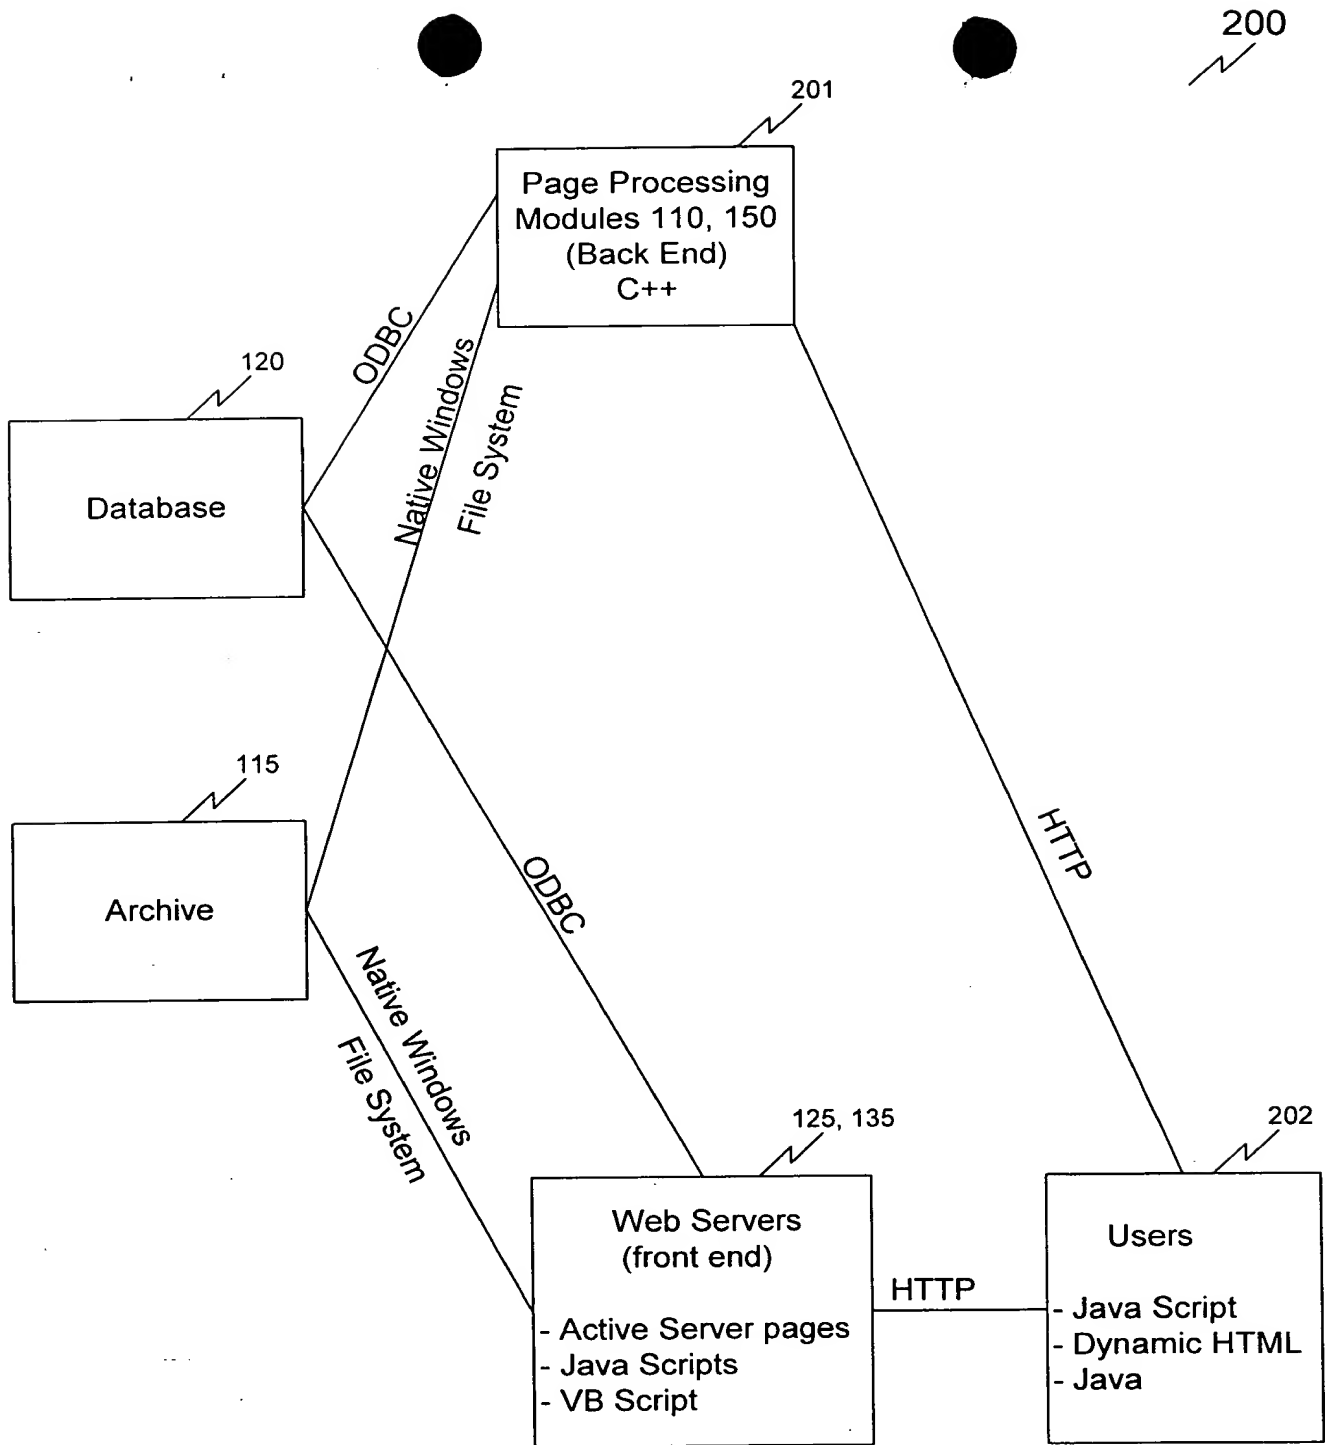 200
201
Page Processing
Modules 110, 150
(Back End)
C++
ODBC
Native Windows
File System
120
Database
115
Archive
ODBC
HTTP
Native Windows
File System
125, 135
Web Servers
(front end)
- Active Server pages
- Java Scripts
- VB Script
HTTP
202
Users
- Java Script
- Dynamic HTML
- Java